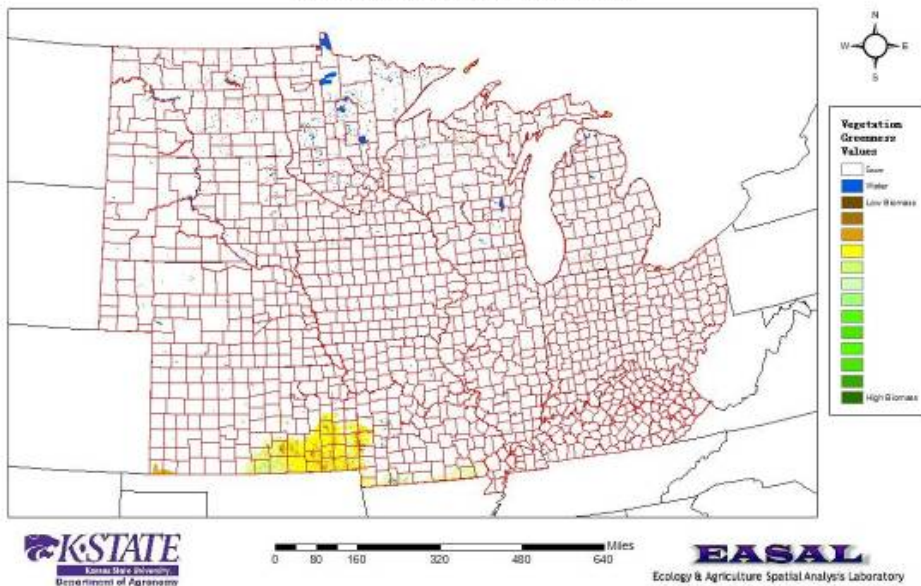 N
W E
S
Vegetation
Greenness
Values
Snow
Water
Low Biomass
High Biomass
K-STATE
Kansas State University
Department of Agronomy
0 80 160 320 480 640 Miles
EASAL
Ecology & Agriculture Spatial Analysis Laboratory